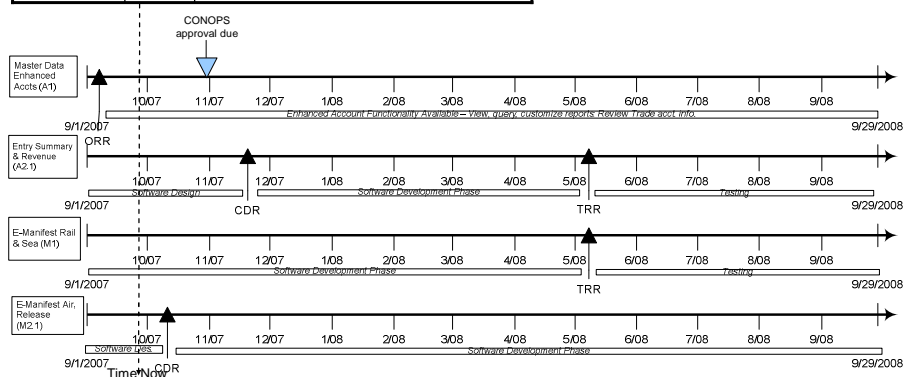 CONOPS
approval due
Master Data
Enhanced
Accts (A1)
10/07 11/07 12/07 1/08 2/08 3/08 4/08 5/08 6/08 7/08 8/08 9/08
Enhanced Account Functionality Available – View, query, customize reports: Review Trade acct. info.
9/1/2007 9/29/2008
ORR
Entry Summary
& Revenue
(A2.1)
10/07 11/07 12/07 1/08 2/08 3/08 4/08 5/08 6/08 7/08 8/08 9/08
Software Design Software Development Phase Testing
9/1/2007 9/29/2008
CDR TRR
E-Manifest Rail
& Sea (M1)
10/07 11/07 12/07 1/08 2/08 3/08 4/08 5/08 6/08 7/08 8/08 9/08
Software Development Phase Testing
9/1/2007 9/29/2008
TRR
E-Manifest Air,
Release
(M2.1)
10/07 11/07 12/07 1/08 2/08 3/08 4/08 5/08 6/08 7/08 8/08 9/08
Software Des. Software Development Phase
9/1/2007 9/29/2008
CDR
Time Now